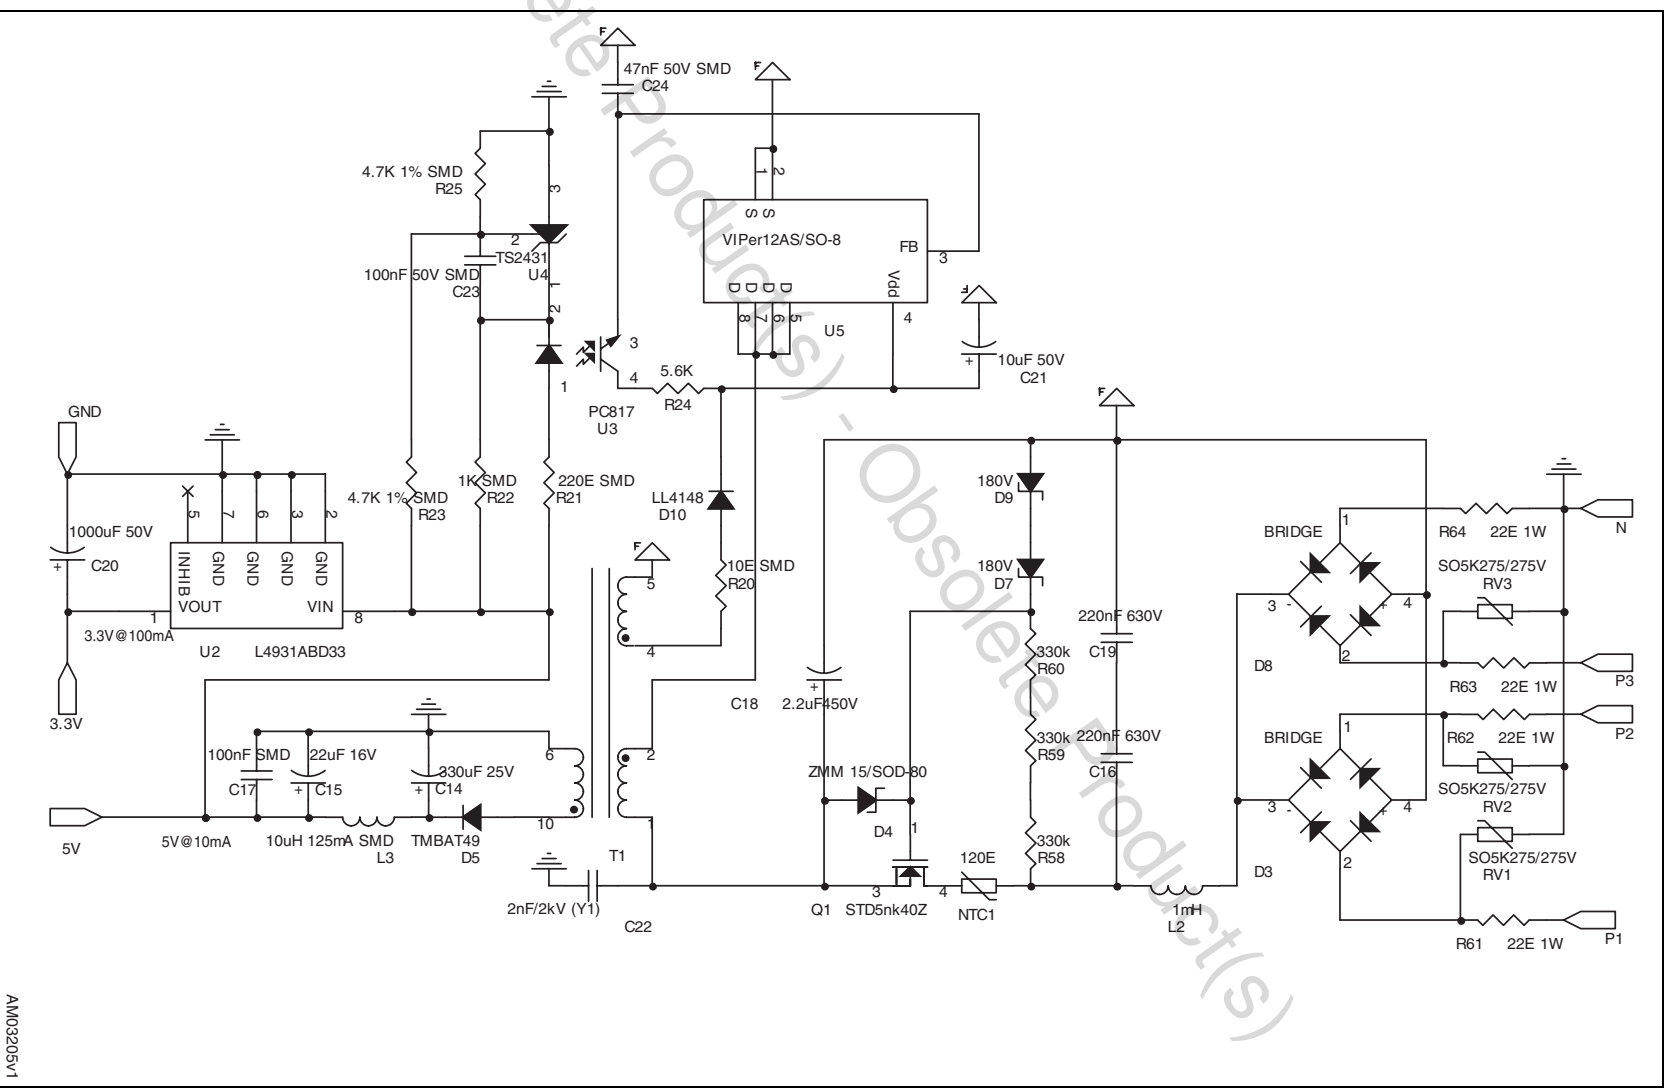 Obsolete Product(s) - Obsolete Product(s)
F
47nF 50V SMD
C24
F
4.7K 1% SMD
R25
3
1
2
S S
2
TS2431
U4
VIPer12AS/SO-8
FB
3
100nF 50V SMD
C23
1
2
D D D D
Vdd
8 7 6 5
4
U5
F
3
4
1
PC817
U3
5.6K
R24
10uF 50V
+
C21
GND
F
1K SMD
R22
220E SMD
R21
4.7K 1% SMD
R23
LL4148
D10
180V
D9
BRIDGE
1
R64
22E 1W
N
5 7 6 3 2
1000uF 50V
+
C20
INHIB
GND
GND
GND
GND
VOUT
VIN
1
8
3.3V@100mA
U2
L4931ABD33
F
5
10E SMD
R20
4
180V
D7
SO5K275/275V
RV3
3
-
+
4
220nF 630V
C19
330k
R60
2
D8
R63
22E 1W
P3
3.3V
C18
+
2.2uF450V
1
BRIDGE
R62
22E 1W
P2
100nF SMD
C17
22uF 16V
+
C15
330uF 25V
+
C14
6
2
330k
R59
220nF 630V
C16
ZMM 15/SOD-80
D4
SO5K275/275V
RV2
3
-
+
4
10
1
5V
5V@10mA
10uH 125mA SMD
L3
TMBAT49
D5
T1
1
330k
R58
2
D3
SO5K275/275V
RV1
2nF/2kV (Y1)
C22
3
4
Q1
STD5nk40Z
120E
NTC1
1mH
L2
R61
22E 1W
P1
AM03205v1